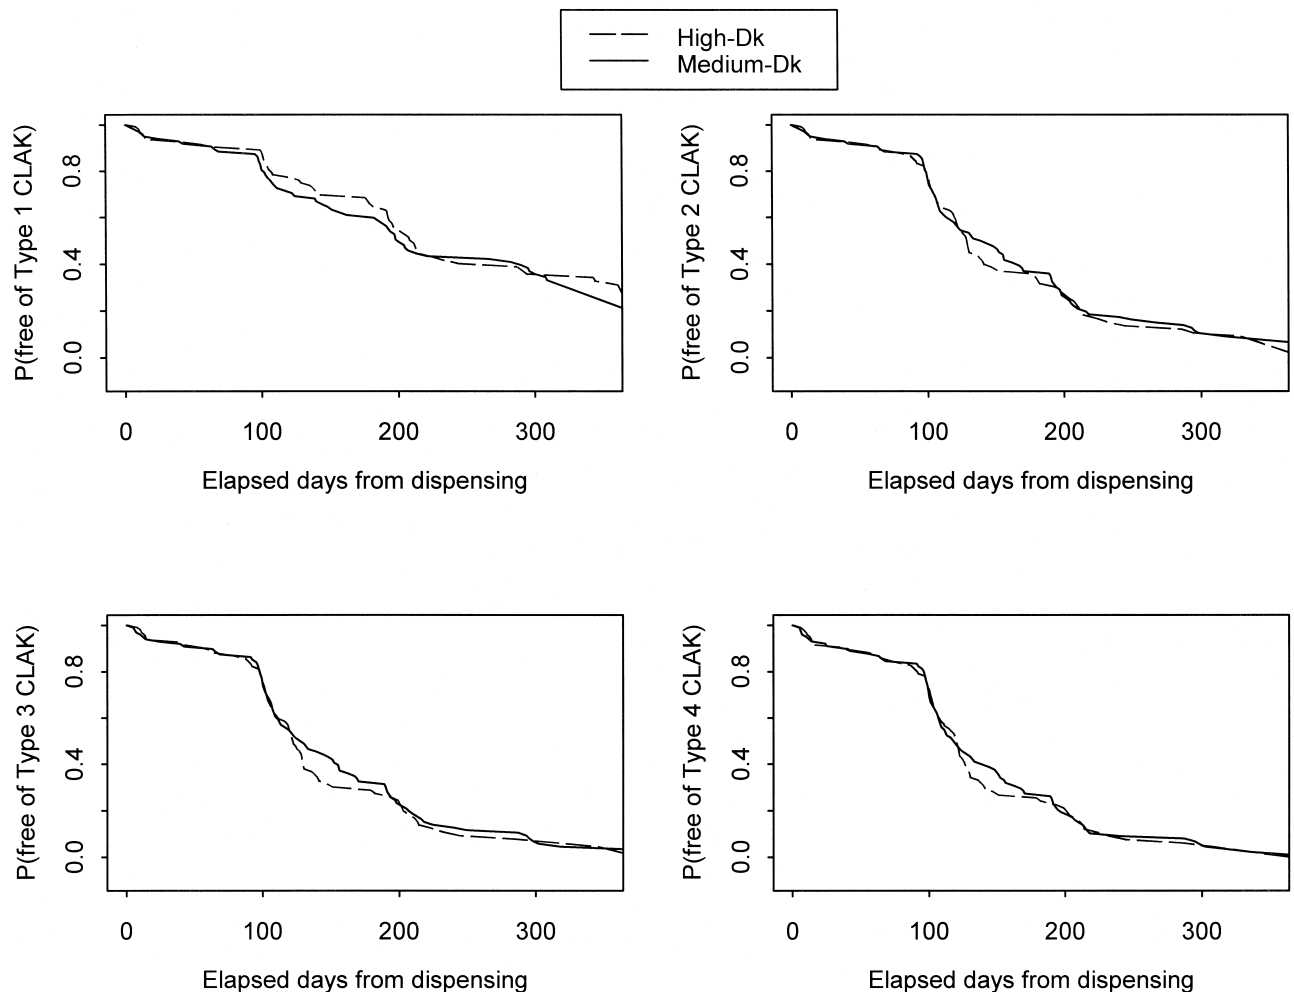 High-Dk
Medium-Dk
P(free of Type 1 CLAK)
0.0 0.4 0.8
0 100 200 300
Elapsed days from dispensing
P(free of Type 2 CLAK)
0.0 0.4 0.8
0 100 200 300
Elapsed days from dispensing
P(free of Type 3 CLAK)
0.0 0.4 0.8
0 100 200 300
Elapsed days from dispensing
P(free of Type 4 CLAK)
0.0 0.4 0.8
0 100 200 300
Elapsed days from dispensing